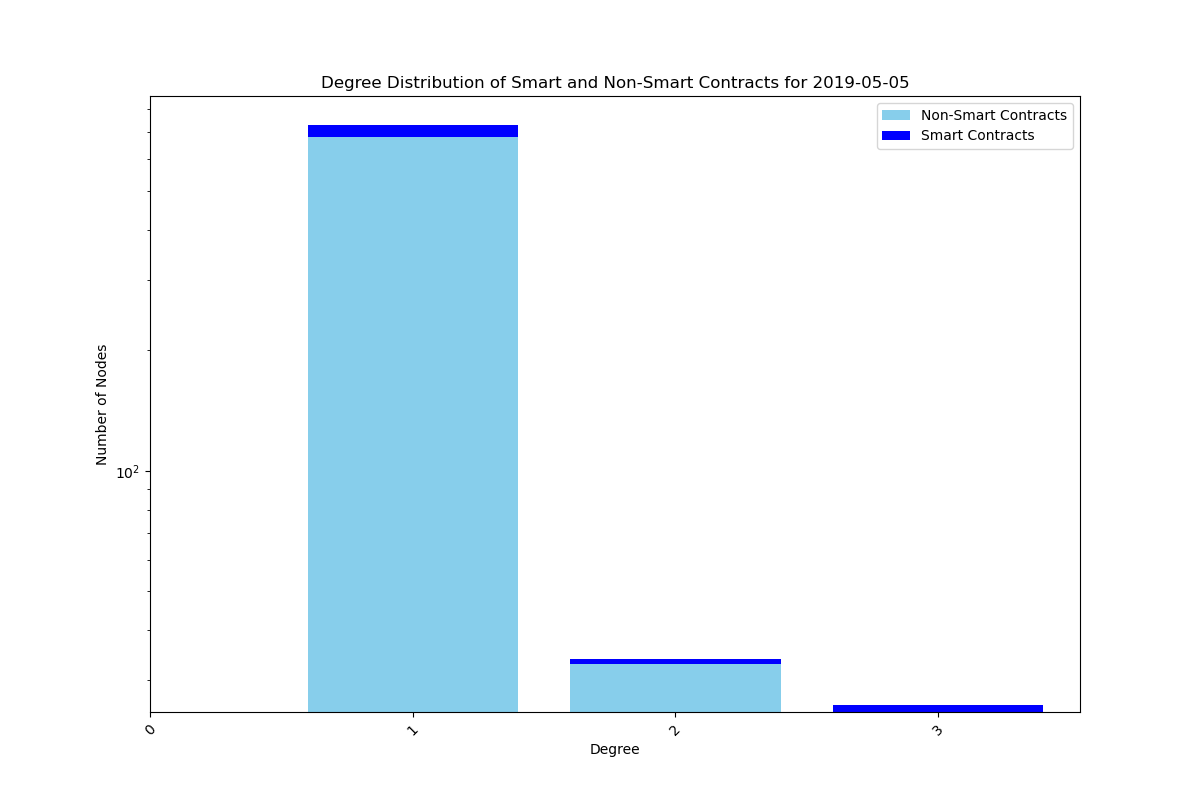 Degree Distribution of Smart and Non-Smart Contracts for 2019-05-05
Non-Smart Contracts
Smart Contracts
Number of Nodes
10²
0
1
2
3
Degree